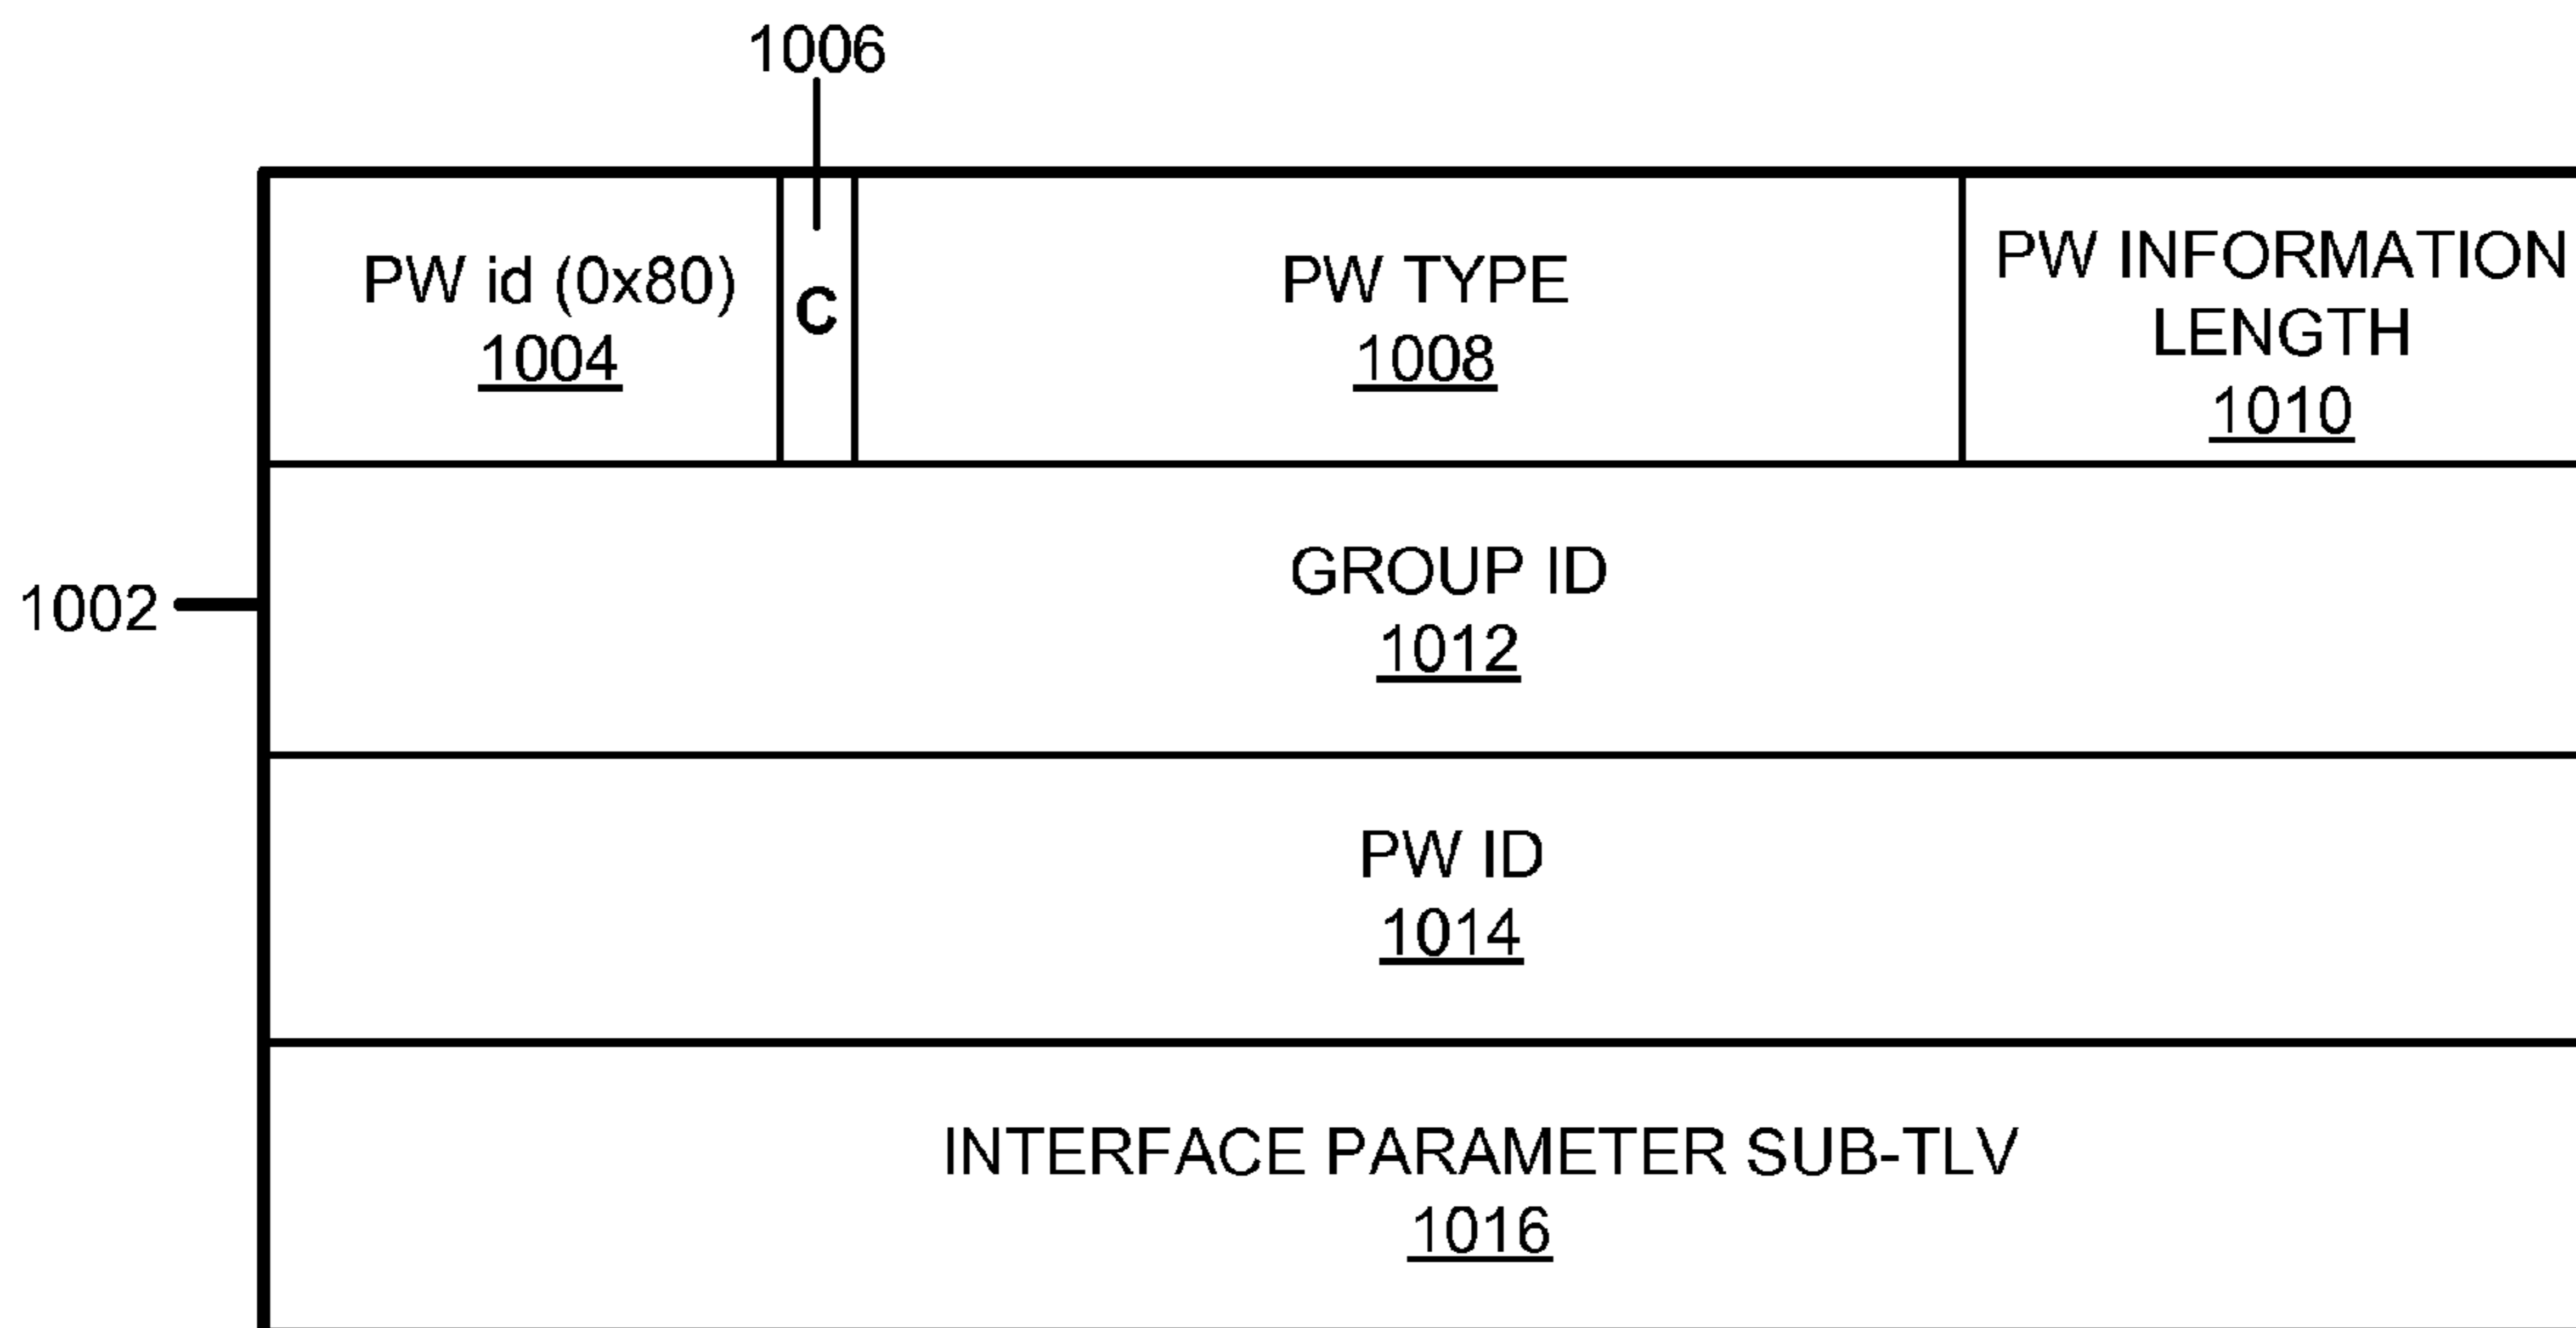 1006
PW id (0x80)
1004
C
PW TYPE
1008
PW INFORMATION
LENGTH
1010
1002
GROUP ID
1012
PW ID
1014
INTERFACE PARAMETER SUB-TLV
1016